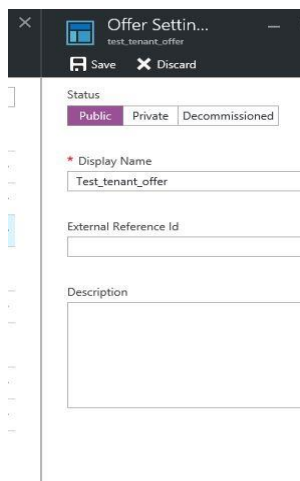 Offer Settin...
test_tenant_offer
Save Discard
Status
Public Private Decommissioned
* Display Name
Test_tenant_offer
External Reference Id
Description